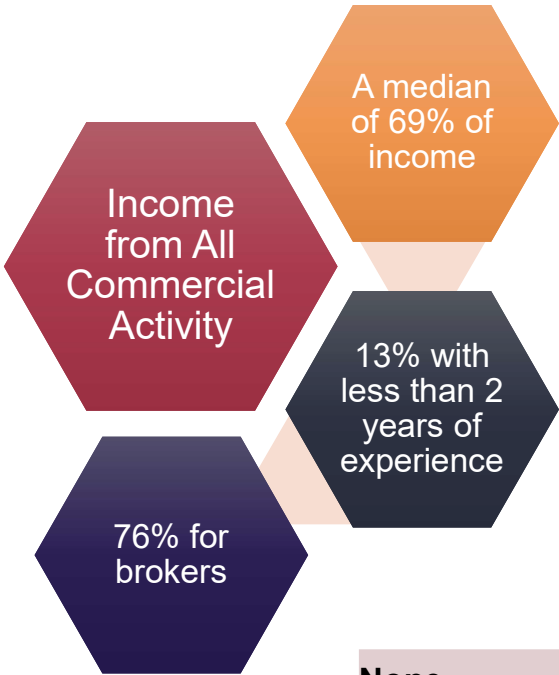 A median
of 69% of
income
Income
from All
Commercial
Activity
13% with
less than 2
years of
experience
76% for
brokers